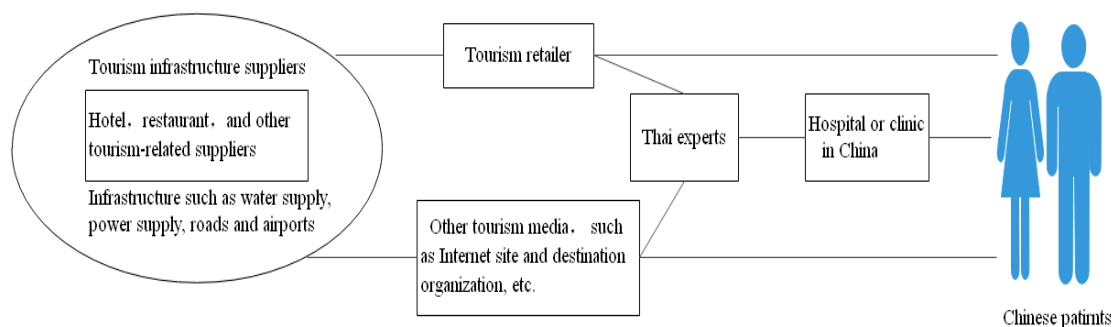 Tourism infrastructure suppliers
Hotel，restaurant，and other
tourism-related suppliers
Infrastructure such as water supply,
power supply, roads and airports
Tourism retailer
Other tourism media， such
as Internet site and destination
organization, etc.
Thai experts
Hospital or clinic
in China
Chinese patirnts